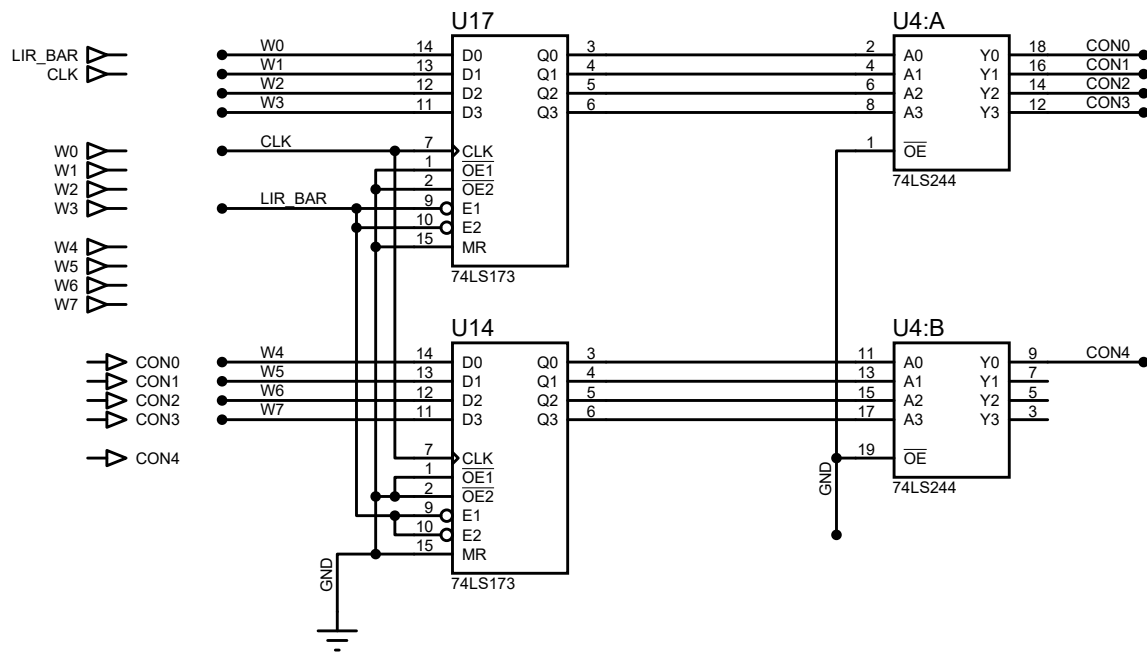 U17
U4:A
LIR_BAR
CLK
W0 14 D0 Q0 3 2 A0 Y0 18 CON0
W1 13 D1 Q1 4 4 A1 Y1 16 CON1
W2 12 D2 Q2 5 6 A2 Y2 14 CON2
W3 11 D3 Q3 6 8 A3 Y3 12 CON3
W0
W1
W2
W3
CLK 7 CLK
1 OE1
2 OE2
LIR_BAR 9 E1
10 E2
15 MR
74LS173
1 OE
74LS244
W4
W5
W6
W7
U14
U4:B
CON0
CON1
CON2
CON3
CON4
W4 14 D0 Q0 3 11 A0 Y0 9 CON4
W5 13 D1 Q1 4 13 A1 Y1 7
W6 12 D2 Q2 5 15 A2 Y2 5
W7 11 D3 Q3 6 17 A3 Y3 3
7 CLK
1 OE1
2 OE2
9 E1
10 E2
15 MR
74LS173
19 OE
74LS244
GND
GND